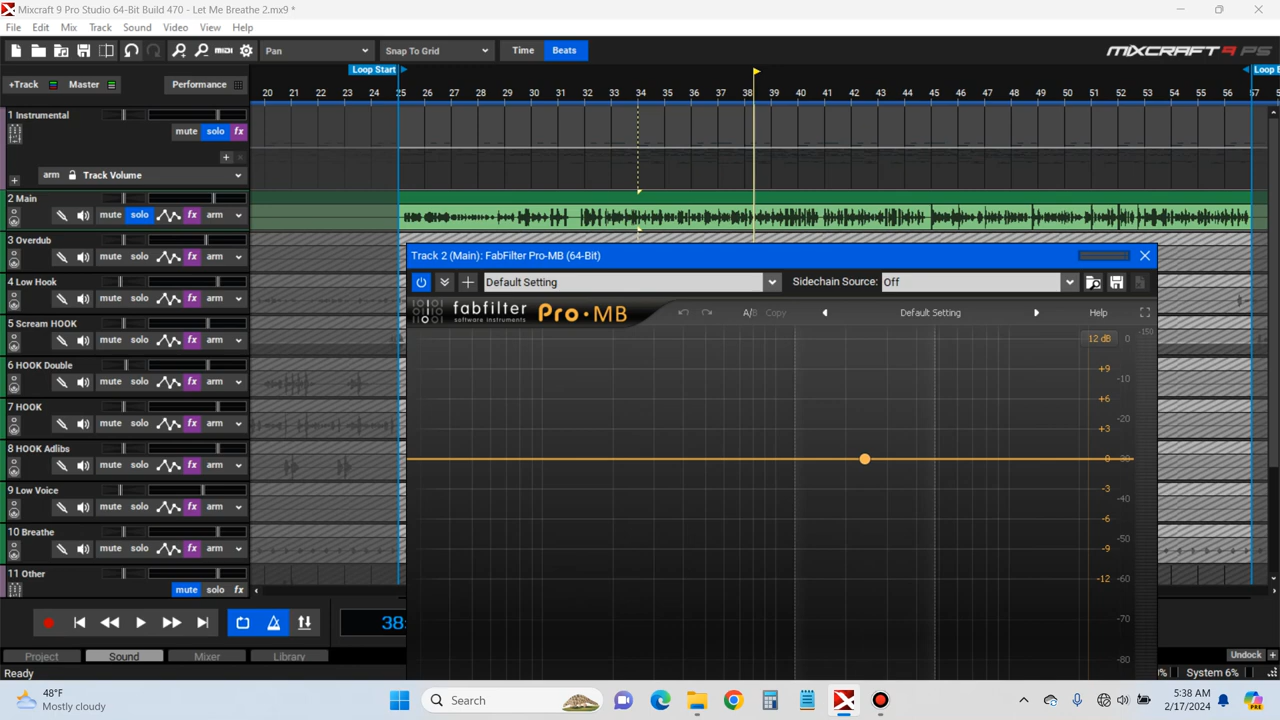 Mixcraft 9 Pro Studio 64-Bit Build 470 - Let Me Breathe 2.mx9 *
File Edit Mix Track Sound Video View Help
MIDI Pan Snap To Grid Time Beats MIXCRAFT 9 PS
Loop Start
+Track Master Performance
20 21 22 23 24 25 26 27 28 29 30 31 32 33 34 35 36 37 38 39 40 41 42 43 44 45 46 47 48 49 50 51 52 53 54 55 56 57
1 Instrumental
mute solo fx
arm Track Volume
2 Main
mute solo fx arm
3 Overdub
mute solo fx arm
4 Low Hook
mute solo fx arm
5 Scream HOOK
mute solo fx arm
6 HOOK Double
mute solo fx arm
7 HOOK
mute solo fx arm
8 HOOK Adlibs
mute solo fx arm
9 Low Voice
mute solo fx arm
10 Breathe
mute solo fx arm
11 Other
mute solo fx
Track 2 (Main): FabFilter Pro-MB (64-Bit)
Default Setting Sidechain Source: Off
fabfilter
software instruments
Pro·MB
A/B Copy Default Setting Help
-150
12 dB 0
+9
-10
+6
-20
+3
0 -30
-3
-40
-6
-50
-9
-12 -60
-70
-80
38:
Project Sound Mixer Library Undock
Ready System 6%
48°F
Mostly cloudy
Search
5:38 AM
2/17/2024
PRE